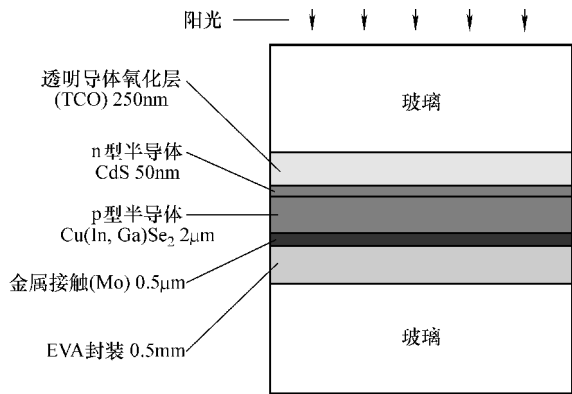 阳光
玻璃
透明导体氧化层
(TCO) 250nm
n型半导体
CdS 50nm
p型半导体
Cu(In, Ga)Se₂ 2μm
金属接触(Mo) 0.5μm
EVA封装 0.5mm
玻璃